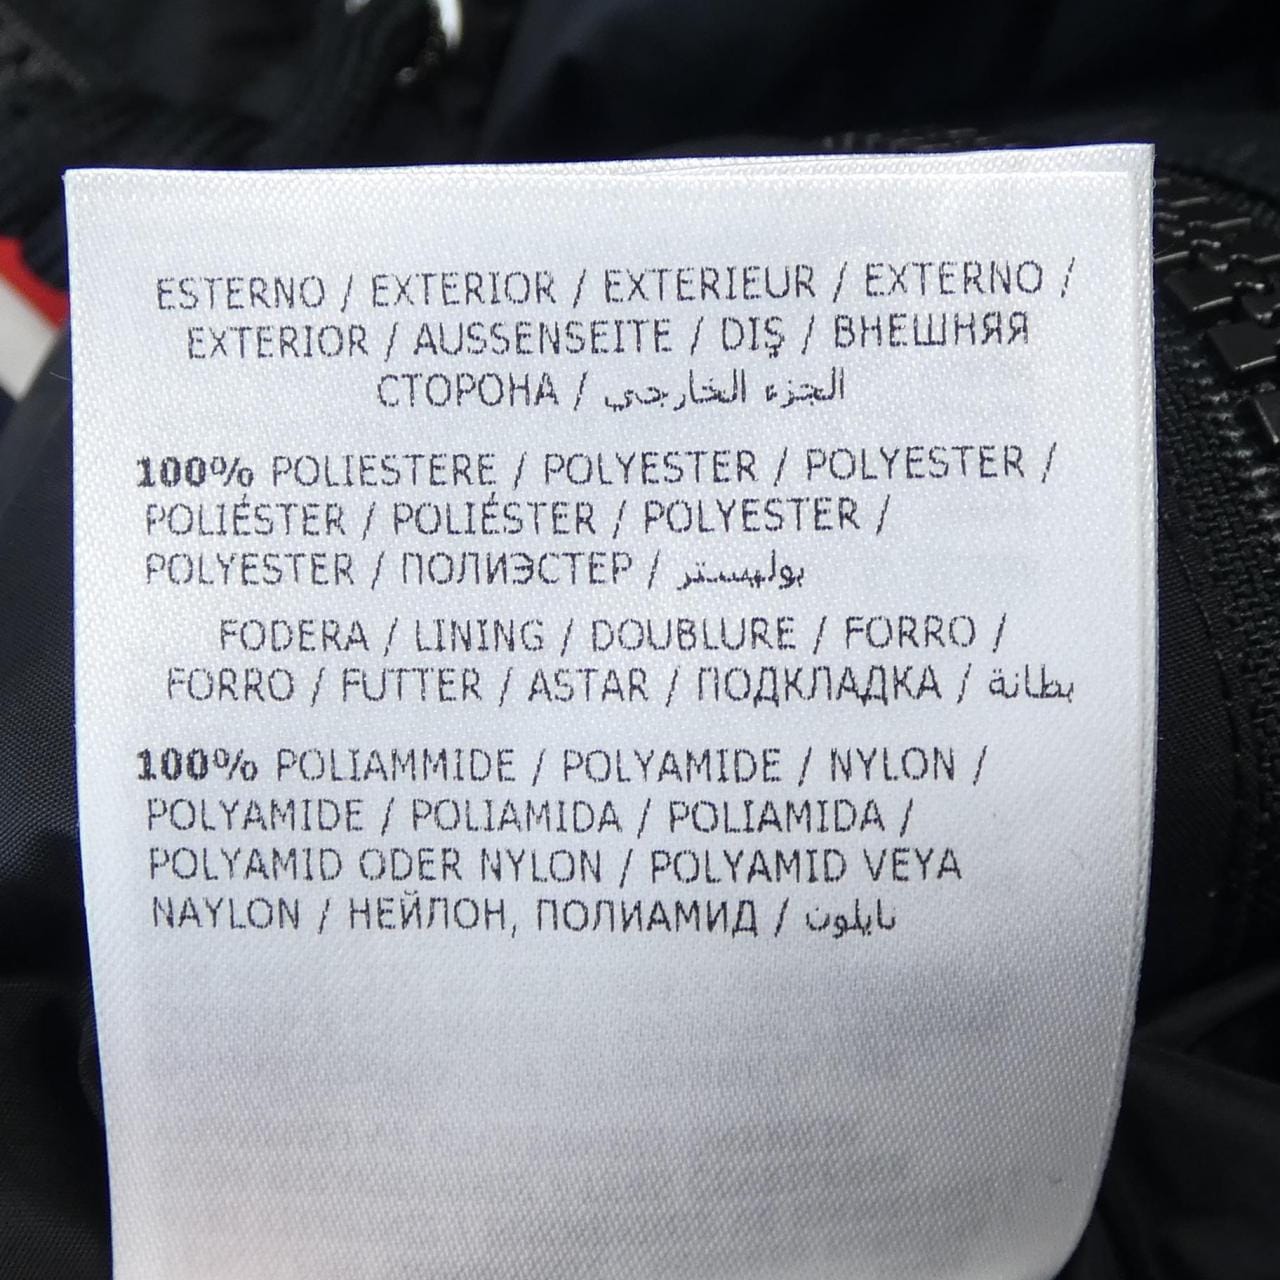 ESTERNO / EXTERIOR / EXTERIEUR / EXTERNO /
EXTERIOR / AUSSENSEITE / DIŞ / ВНЕШНЯЯ
СТОРОНА / الجزء الخارجي
100% POLIESTERE / POLYESTER / POLYESTER /
POLIÉSTER / POLIÉSTER / POLYESTER /
POLYESTER / ПОЛИЭСТЕР / بوليستر
FODERA / LINING / DOUBLURE / FORRO /
FORRO / FUTTER / ASTAR / ПОДКЛАДКА / بطانة
100% POLIAMMIDE / POLYAMIDE / NYLON /
POLYAMIDE / POLIAMIDA / POLIAMIDA /
POLYAMID ODER NYLON / POLYAMID VEYA
NAYLON / НЕЙЛОН, ПОЛИАМИД / نايلون